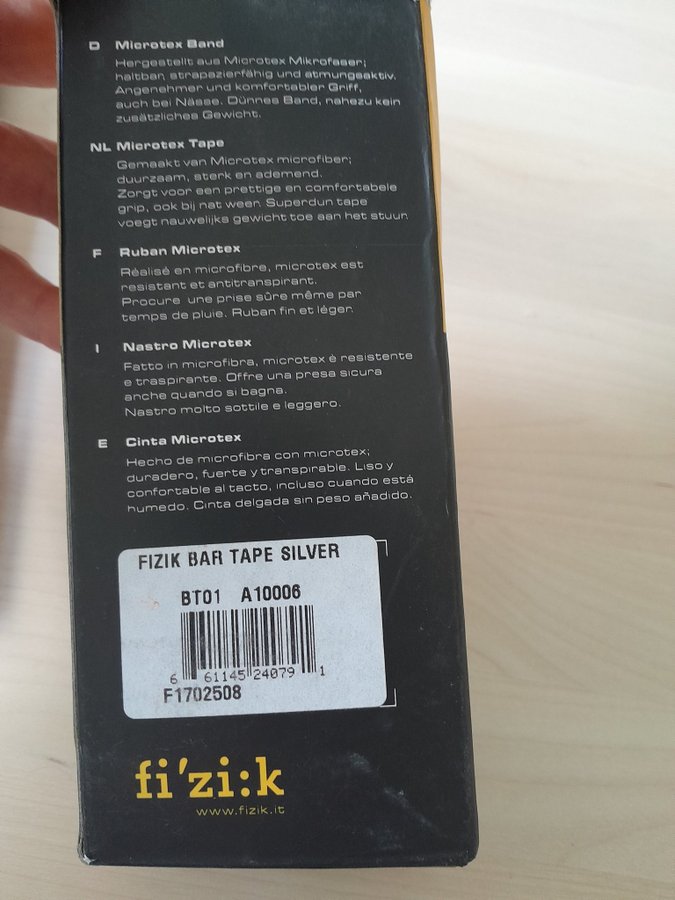 D Microtex Band
Hergestellt aus Microtex Mikrofaser;
haltbar, strapazierfähig und atmungsaktiv.
Angenehmer und komfortabler Griff,
auch bei Nässe. Dünnes Band, nahezu kein
zusätzliches Gewicht.
NL Microtex Tape
Gemaakt van Microtex microfiber;
duurzaam, sterk en ademend.
Zorgt voor een prettige en comfortabele
grip, ook bij nat weer. Superdun tape
voegt nauwelijks gewicht toe aan het stuur.
F Ruban Microtex
Réalisé en microfibre, microtex est
resistant et antitranspirant.
Procure une prise sûre même par
temps de pluie. Ruban fin et léger.
I Nastro Microtex
Fatto in microfibra, microtex è resistente
e traspirante. Offre una presa sicura
anche quando si bagna.
Nastro molto sottile e leggero.
E Cinta Microtex
Hecho de microfibra con microtex;
duradero, fuerte y transpirable. Liso y
confortable al tacto, incluso cuando está
humedo. Cinta delgada sin peso añadido.
FIZIK BAR TAPE SILVER
BT01 A10006
6 61145 24079 1
F1702508
fi'zi:k
www.fizik.it